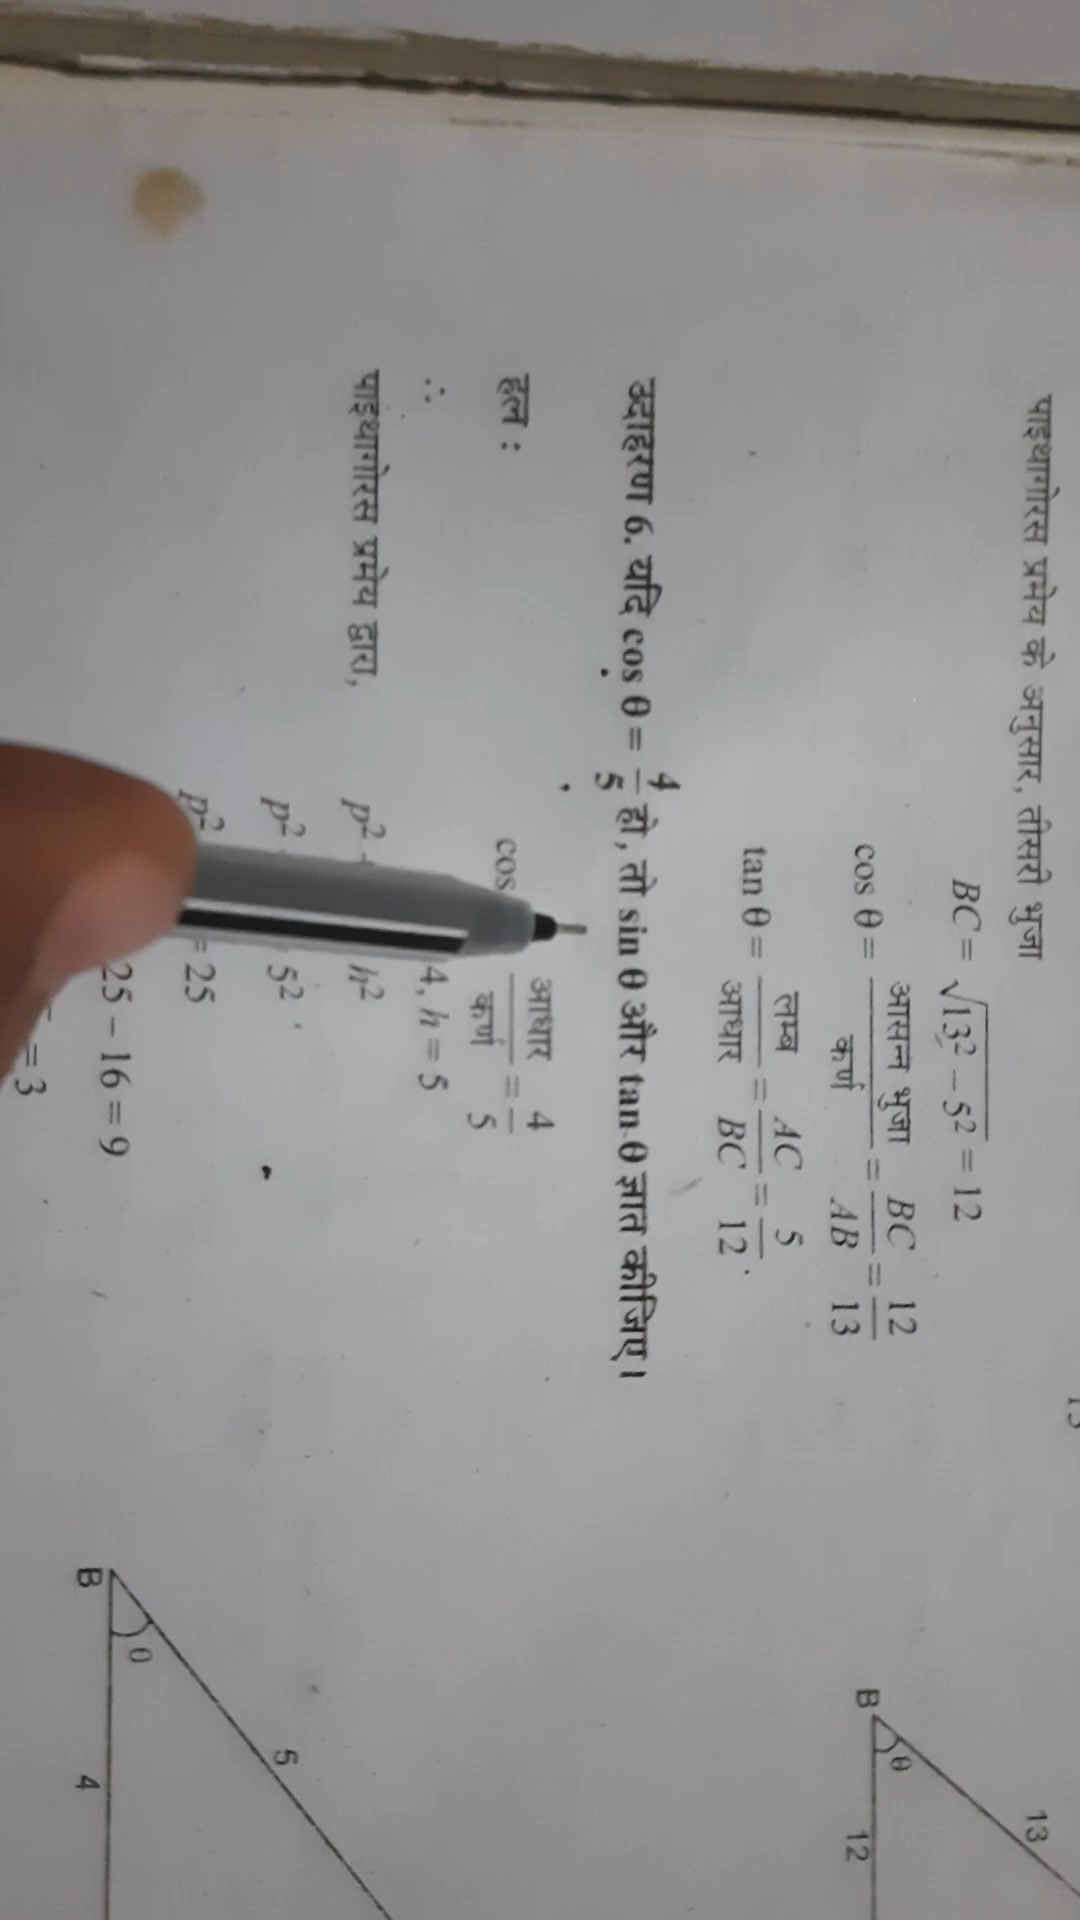 13
पाइथागोरस प्रमेय के अनुसार, तीसरी भुजा
BC = √13² – 5² = 12
cos θ = आसन्न भुजा / कर्ण = BC / AB = 12 / 13
tan θ = लम्ब / आधार = AC / BC = 5 / 12.
B θ 13
12
उदाहरण 6. यदि cos θ = 4 / 5 हो, तो sin θ और tan θ ज्ञात कीजिए।
हल : cos आधार / कर्ण = 4 / 5
∴ 4, h = 5
पाइथागोरस प्रमेय द्वारा, p² h²
p² 5²
p² = 25
25 – 16 = 9
= 3
5
B θ
4